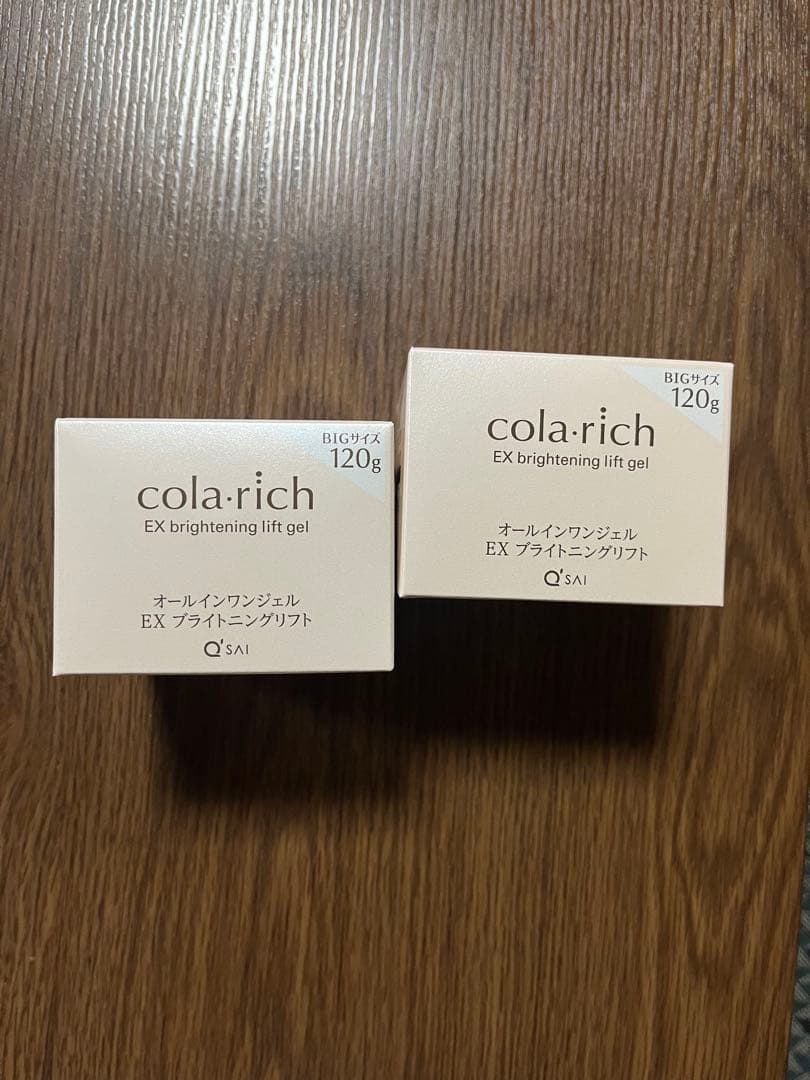 BIGサイズ
120g
cola·rich
EX brightening lift gel
オールインワンジェル
EX ブライトニングリフト
Q'SAI
BIGサイズ
120g
cola·rich
EX brightening lift gel
オールインワンジェル
EX ブライトニングリフト
Q'SAI